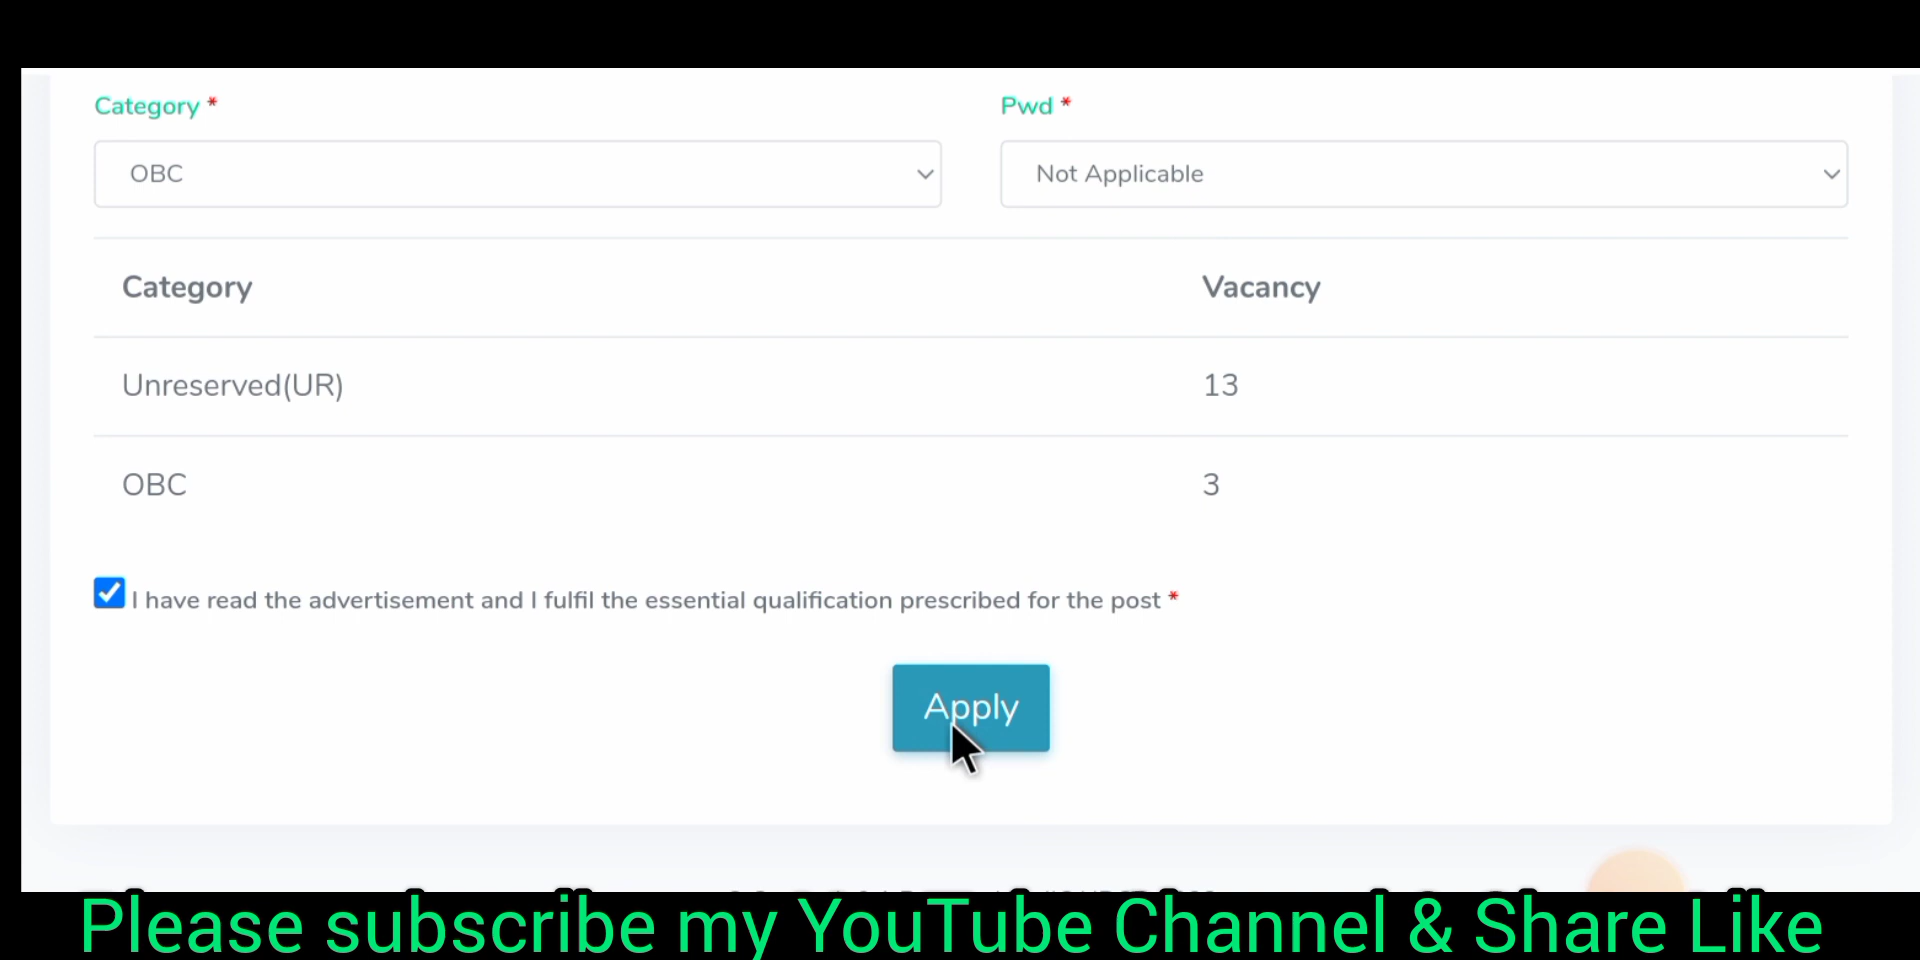 Category * Pwd *
OBC Not Applicable
Category Vacancy
Unreserved(UR) 13
OBC 3
I have read the advertisement and I fulfil the essential qualification prescribed for the post *
Apply
Please subscribe my YouTube Channel & Share Like